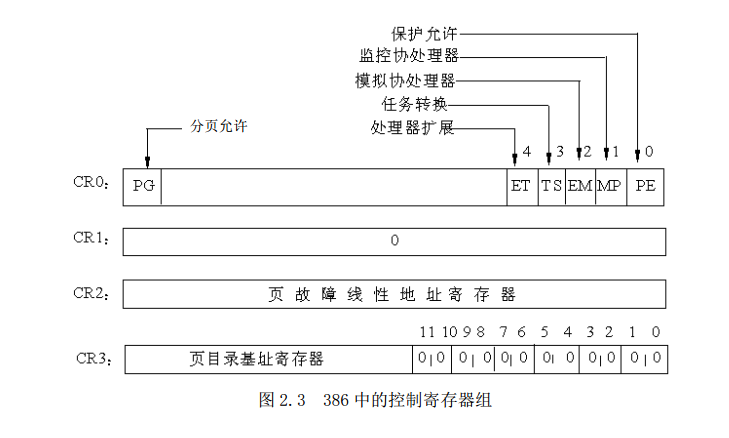 保护允许
监控协处理器
模拟协处理器
任务转换
分页允许 处理器扩展
4 3 2 1 0
CR0: PG ET TS EM MP PE
CR1: 0
CR2: 页故障线性地址寄存器
11 10 9 8 7 6 5 4 3 2 1 0
CR3: 页目录基址寄存器 0 0 0 0 0 0 0 0 0 0 0 0
图 2.3 386 中的控制寄存器组